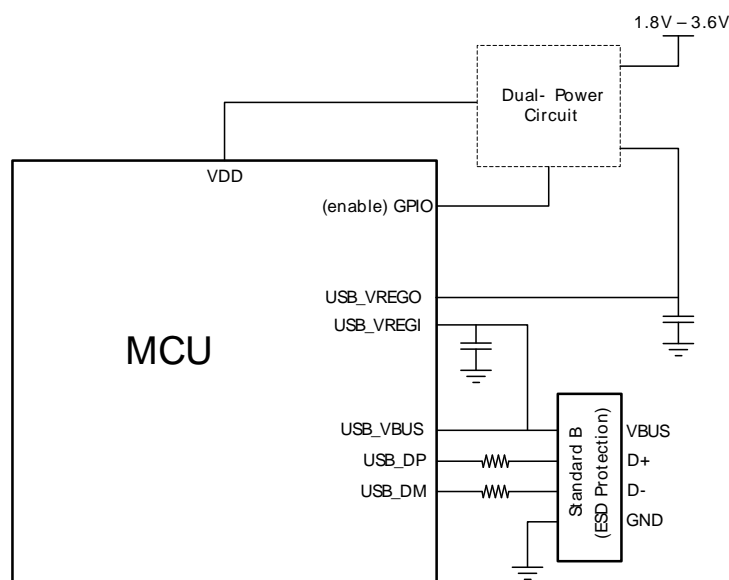 1.8V – 3.6V
Dual- Power
Circuit
VDD
(enable) GPIO
USB_VREGO
USB_VREGI
MCU
USB_VBUS
USB_DP
USB_DM
Standard B
(ESD Protection)
VBUS
D+
D-
GND